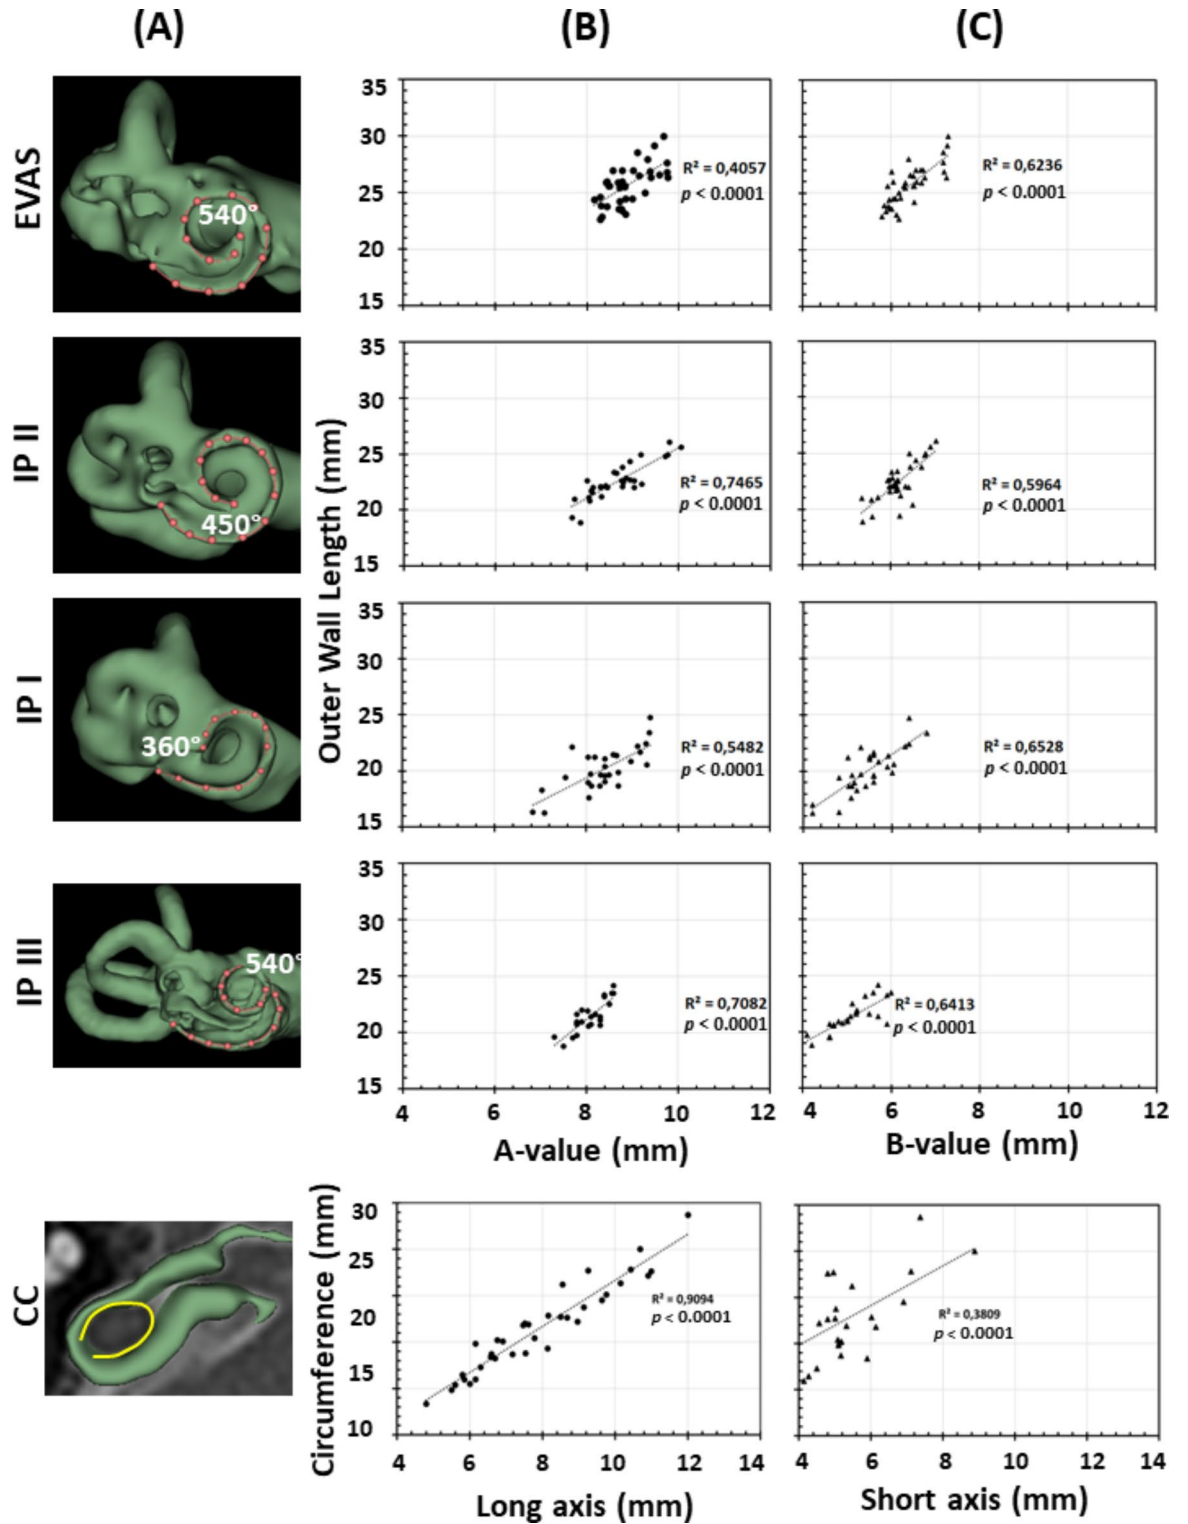 (A)
(B)
(C)
EVAS
540°
35
30
25
20
15
R² = 0,4057
p < 0.0001
R² = 0,6236
p < 0.0001
IP II
450°
Outer Wall Length (mm)
35
30
25
20
15
R² = 0,7465
p < 0.0001
R² = 0,5964
p < 0.0001
IP I
360°
35
30
25
20
15
R² = 0,5482
p < 0.0001
R² = 0,6528
p < 0.0001
IP III
540°
35
30
25
20
15
R² = 0,7082
p < 0.0001
R² = 0,6413
p < 0.0001
4 6 8 10 12
4 6 8 10 12
A-value (mm)
B-value (mm)
CC
Circumference (mm)
30
25
20
15
10
R² = 0,9094
p < 0.0001
R² = 0,3809
p < 0.0001
4 6 8 10 12 14
4 6 8 10 12 14
Long axis (mm)
Short axis (mm)